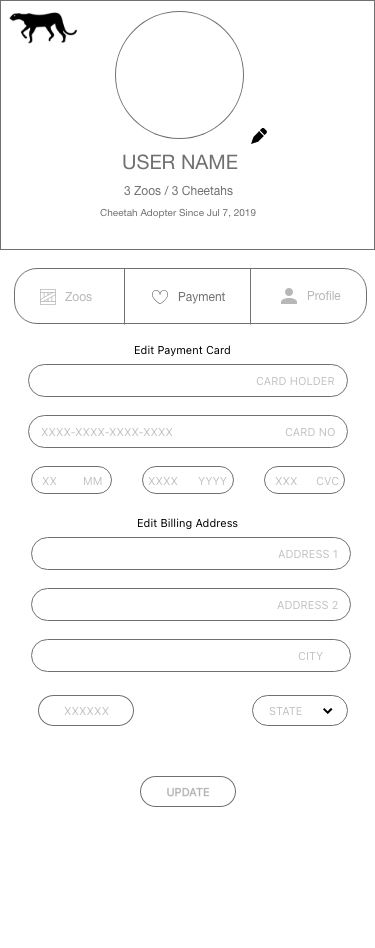 USER NAME
3 Zoos / 3 Cheetahs
Cheetah Adopter Since Jul 7, 2019
Zoos Payment Profile
Edit Payment Card
CARD HOLDER
XXXX-XXXX-XXXX-XXXX CARD NO
XX MM XXXX YYYY XXX CVC
Edit Billing Address
ADDRESS 1
ADDRESS 2
CITY
XXXXXX STATE
UPDATE